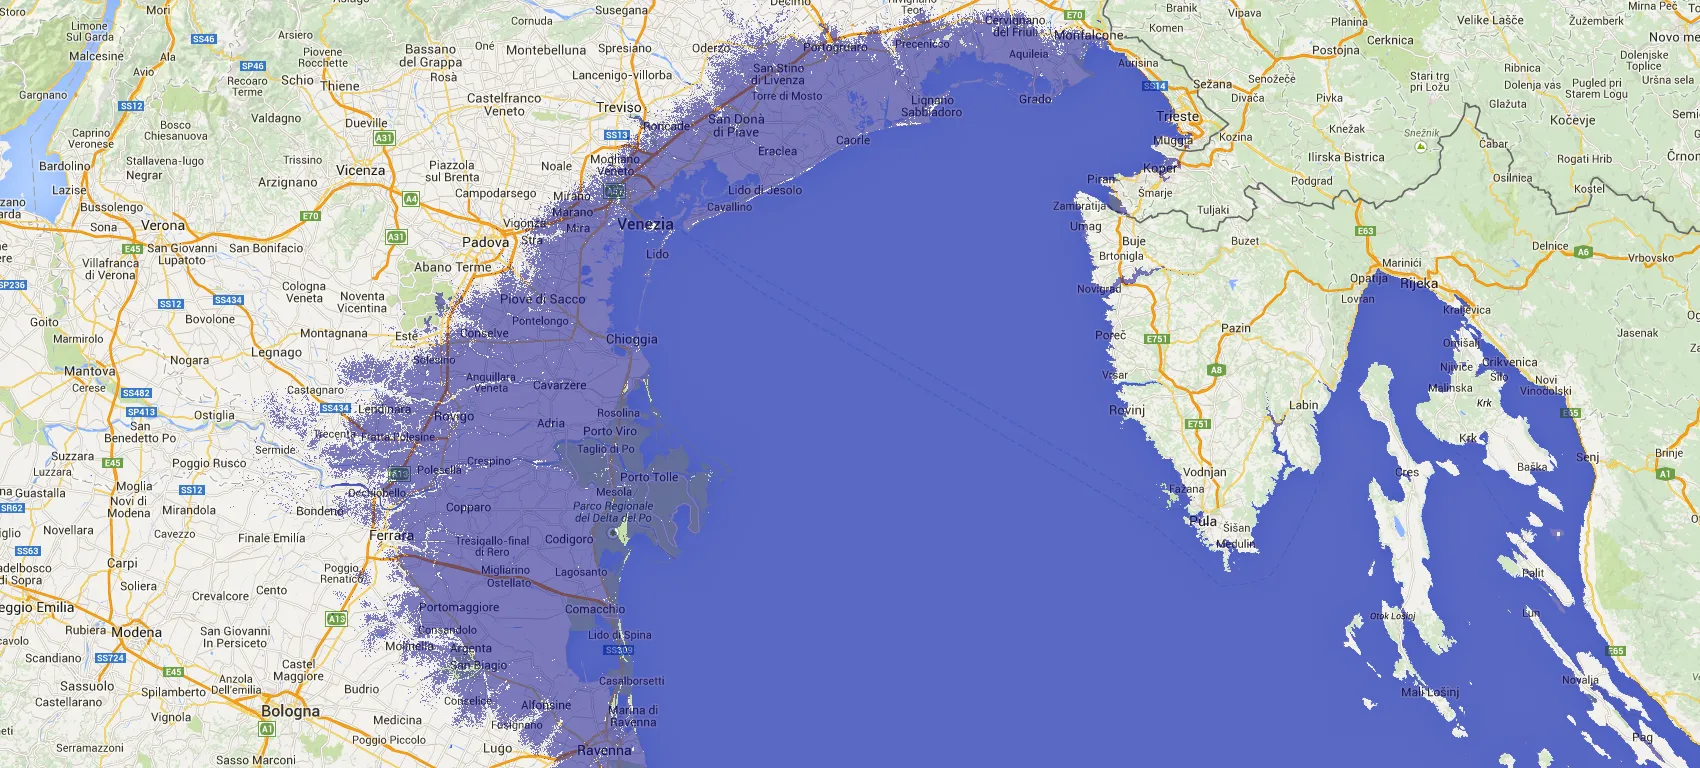 Storo
Limone
Sul Garda
Malcesine
Gargnano
Ala
SS46
Avio
SS12
Arsiero
Piovene
Rocchette
SP46
Recoaro
Terme
Schio
Thiene
Bassano
del Grappa
Rosà
Cornuda
Onè
Montebelluna
Susegana
Spresiano
Lancenigo-villorba
Oderzo
Portogruaro
Precenicco
Cervignano
del Friuli
E70
Monfalcone
Aquileia
Aurisina
Branik
Komen
Vipava
Planina
Cerknica
Postojna
Velike Lašče
Žužemberk
Mirna Peč
Novo me
Dolenjske
Toplice
Ribnica
Stari trg
pri Ložu
Dolenja vas
Pugled pri
Starem Logu
Uršna sela
Glažuta
Kočevje
Senožeče
Sežana
Divača
Pivka
SS14
Trieste
Muggia
Kozina
Knežak
Snežnik
Ilirska Bistrica
Podgrad
Čabar
Rogati Hrib
Osilnica
Kostel
Črnom
Caprino
Veronese
Bosco
Chiesanuova
Valdagno
Dueville
A31
Castelfranco
Veneto
Treviso
SS13
Roncade
San Stino
di Livenza
Torre di Mosto
San Donà
di Piave
Lignano
Sabbiadoro
Grado
Caorle
Eraclea
Bardolino
Stallavena-lugo
Negrar
Trissino
Vicenza
Arzignano
Piazzola
sul Brenta
Noale
Mogliano
Veneto
Campodarsego
A4
Lazise
Bussolengo
Sona
Verona
E70
E45
San Giovanni
Lupatoto
San Bonifacio
A31
Mirano
Marano
Mira
Vigonza
Stra
Padova
Abano Terme
Venezia
Lido
Lido di Jesolo
Cavallino
Koper
Piran
Šmarje
Zambratija
Tuljaki
Umag
Buje
Buzet
Brtonigla
E63
Delnice
A6
Vrbovsko
Marinići
Opatija
Rijeka
Lovran
Kraljevica
Novigrad
Villafranca
di Verona
SP236
SS12
SS434
Cologna
Veneta
Noventa
Vicentina
Goito
Bovolone
Marmirolo
Montagnana
Este
Piove di Sacco
Pontelongo
Conselve
Chioggia
Poreč
E751
Pazin
Omišalj
Jasenak
Nogara
Legnago
Solesino
Mantova
Cerese
SS482
SP413
Castagnaro
SS434
Lendinara
Anguillara
Veneta
Cavarzere
Vrsar
A8
Njivice
Šilo
Crikvenica
Malinska
Novi
Vinodolski
Krk
Krk
Rovinj
E751
Labin
E65
San
Benedetto Po
Ostiglia
Trecenta
Fratta Polesine
Rovigo
Adria
Rosolina
Porto Viro
Taglio di Po
Suzzara
Luzzara
E45
Poggio Rusco
Sermide
Polesella
Crespino
Porto Tolle
Vodnjan
Fažana
Cres
Baška
Senj
Brinje
A1
Guastalla
SR62
Moglia
Novi di
Modena
SS12
Mirandola
Occhiobello
Bondeno
Copparo
Mesola
Parco Regionale
del Delta del Po
Pula
Šišan
Medulin
Novellara
Cavezzo
Finale Emilia
Ferrara
Tresigallo-final
di Rero
Codigoro
SS63
Cadelbosco
di Sopra
Carpi
Soliera
Crevalcore
Cento
Poggio
Renatico
Migliarino
Ostellato
Lagosanto
Palit
Reggio Emilia
Rubiera
Modena
San Giovanni
In Persiceto
A13
Portomaggiore
Comacchio
Otok Lošinj
Lun
Scandiano
SS724
Castel
Maggiore
Consandolo
Molinella
Argenta
San Biagio
Lido di Spina
SS309
E65
Sassuolo
Castellarano
E45
Spilamberto
Anzola
Dell'emilia
Budrio
Conselice
Alfonsine
Casalborsetti
Mali Lošinj
Novalja
Vignola
Bologna
A1
Medicina
Fusignano
Marina di
Ravenna
Serramazzoni
Sasso Marconi
Poggio Piccolo
Lugo
Ravenna
Pag